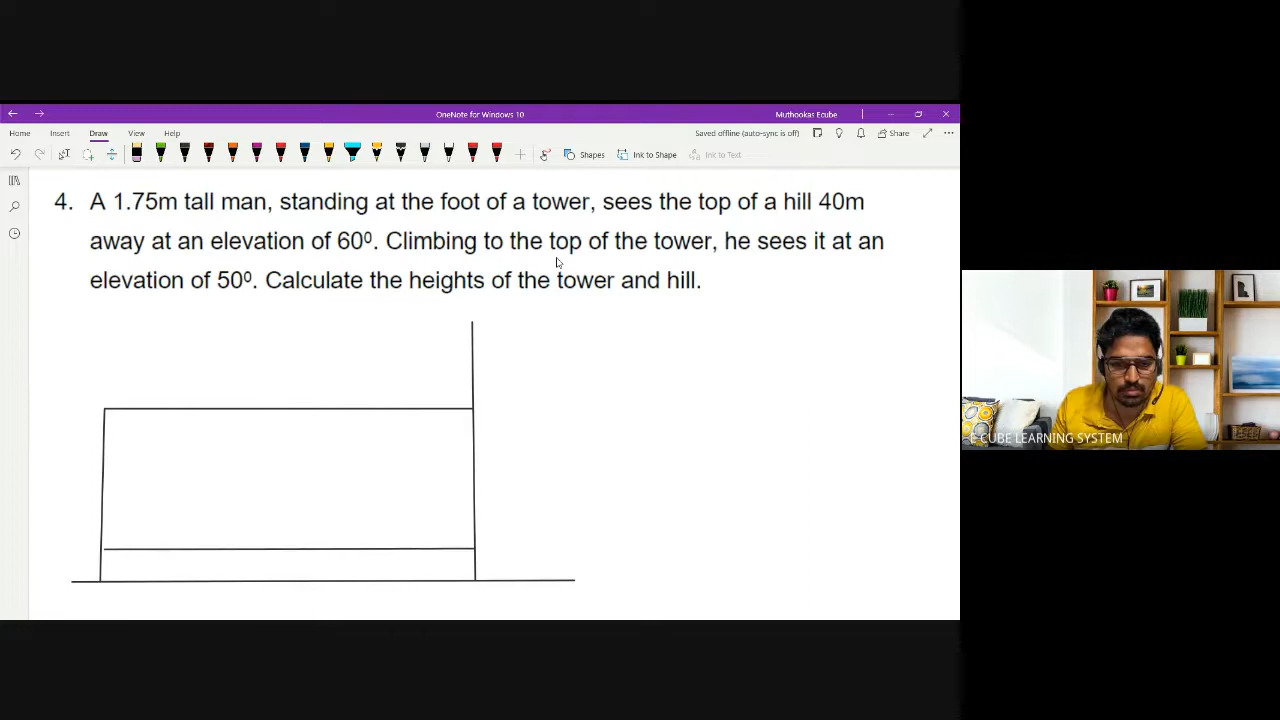 OneNote for Windows 10
Muthookas Ecube
Home Insert Draw View Help
Saved offline (auto-sync is off)
Share
Shapes
Ink to Shape
Ink to Text
4. A 1.75m tall man, standing at the foot of a tower, sees the top of a hill 40m
away at an elevation of 60⁰. Climbing to the top of the tower, he sees it at an
elevation of 50⁰. Calculate the heights of the tower and hill.
E CUBE LEARNING SYSTEM